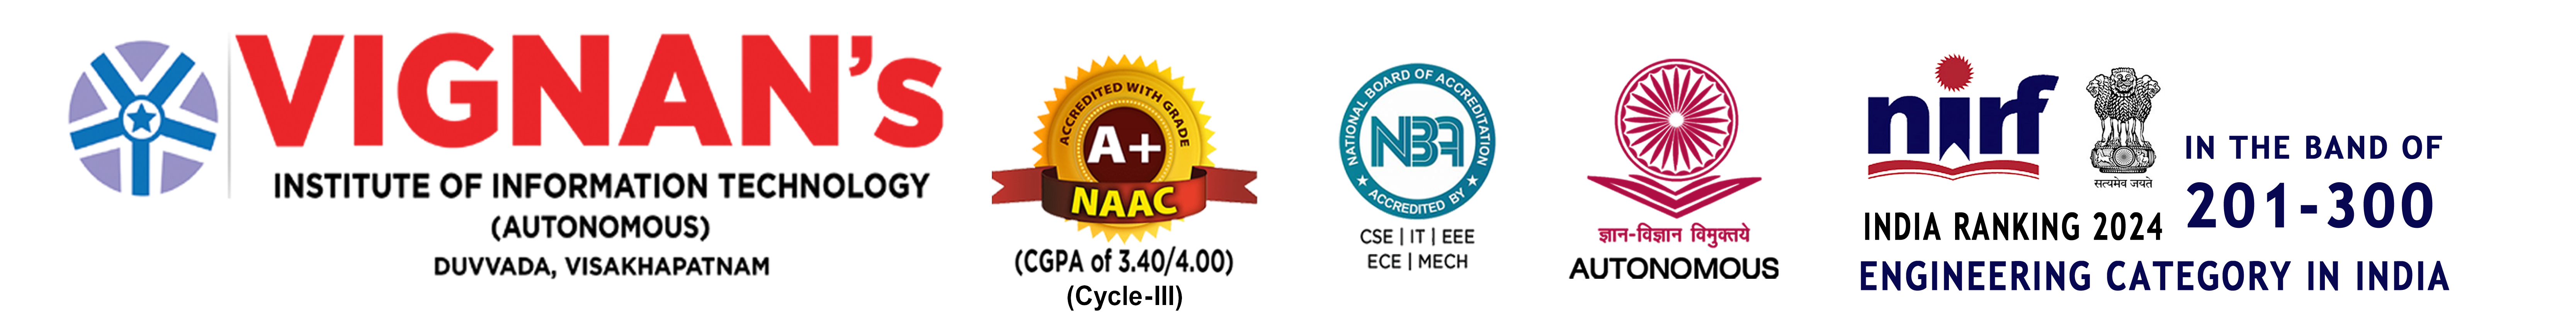 VIGNAN's
INSTITUTE OF INFORMATION TECHNOLOGY
(AUTONOMOUS)
DUVVADA, VISAKHAPATNAM
ACCREDITED WITH GRADE
A+
NAAC
(CGPA of 3.40/4.00)
(Cycle-III)
NATIONAL BOARD OF ACCREDITATION
NBA
★ ACCREDITED BY ★
CSE | IT | EEE
ECE | MECH
ज्ञान-विज्ञान विमुक्तये
AUTONOMOUS
nirf
सत्यमेव जयते
IN THE BAND OF
201-300
INDIA RANKING 2024
ENGINEERING CATEGORY IN INDIA